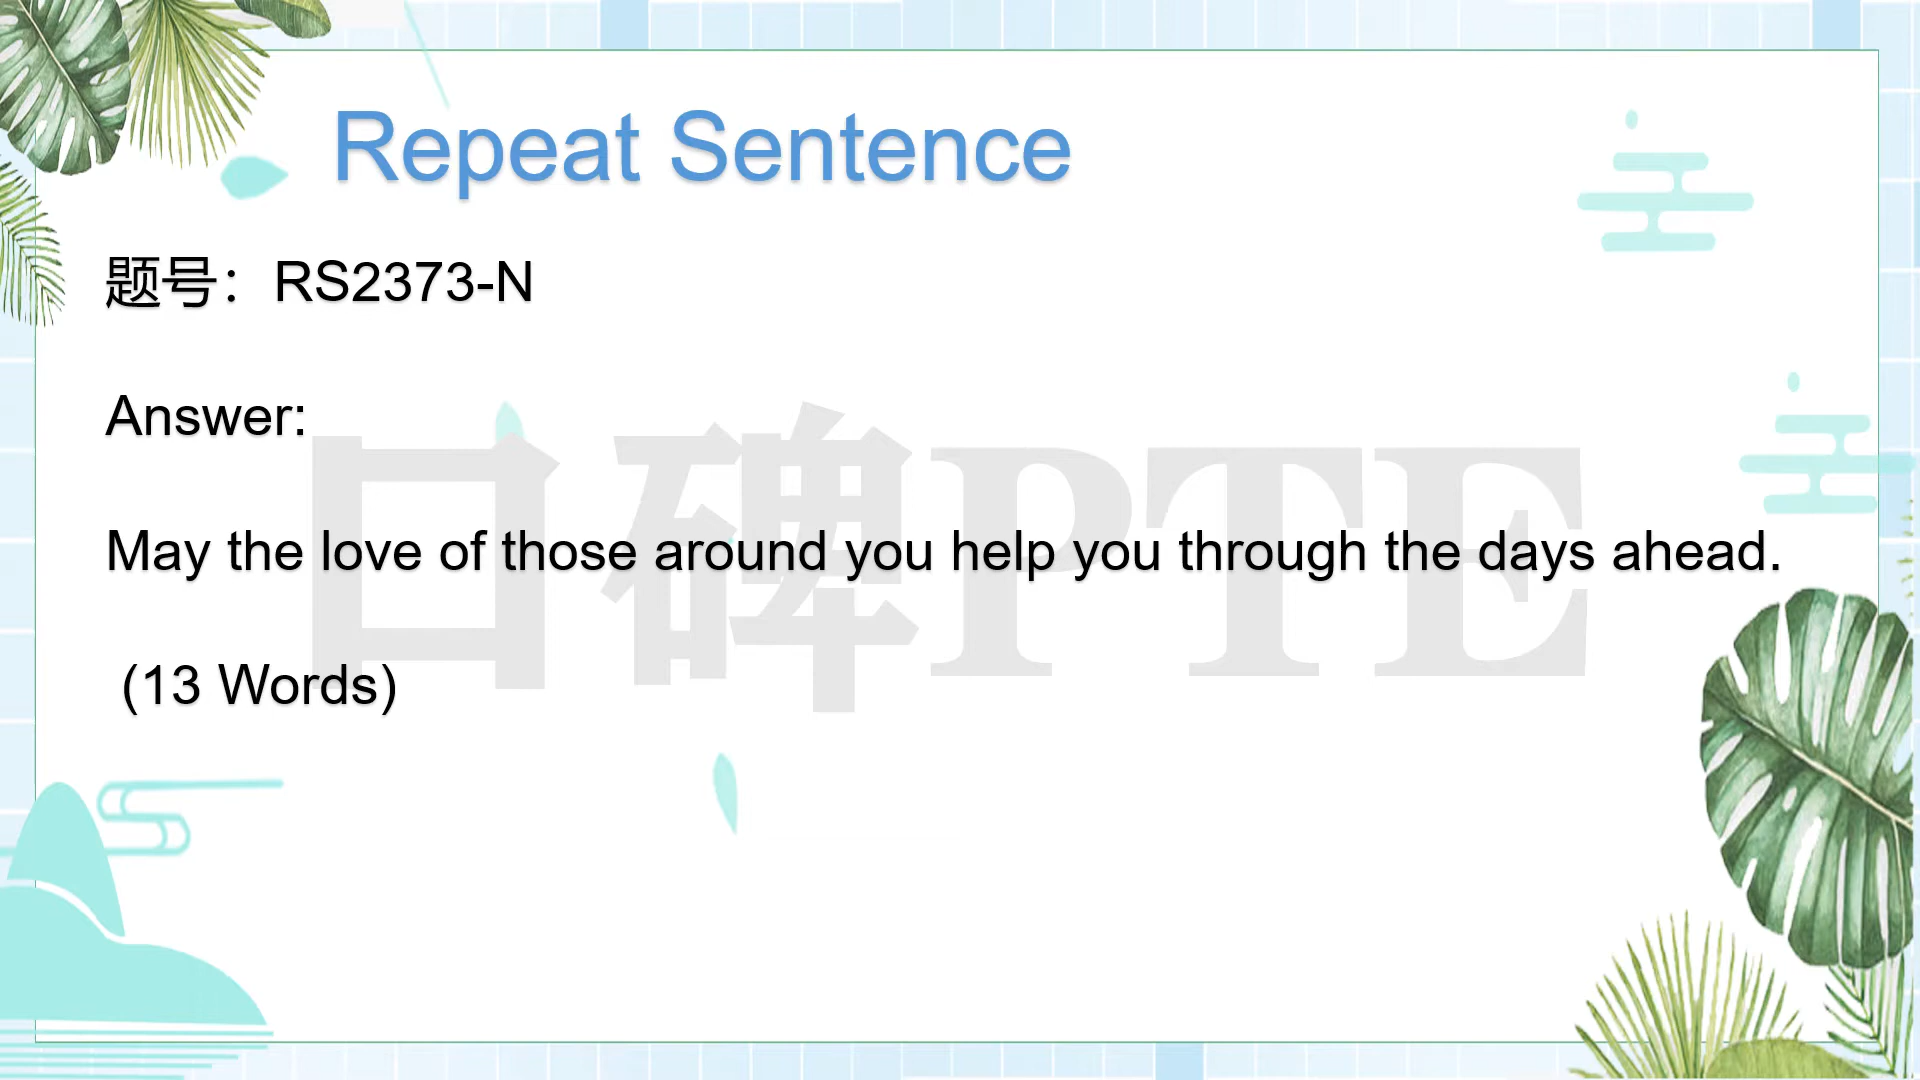 Repeat Sentence
题号：RS2373-N
Answer:
口碑PTE
May the love of those around you help you through the days ahead.
(13 Words)